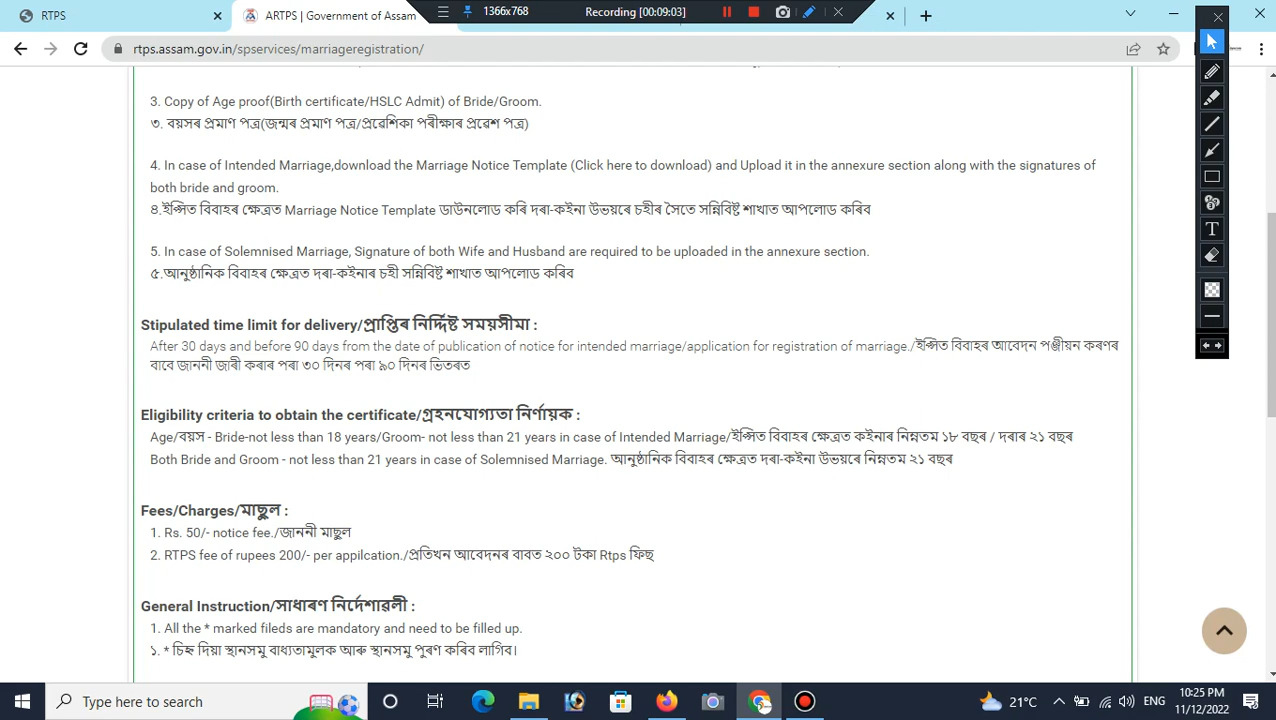 RTPS
ARTPS | Government of Assam
1366x768
Recording [00:09:03]
rtps.assam.gov.in/spservices/marriageregistration/
3. Copy of Age proof(Birth certificate/HSLC Admit) of Bride/Groom.
৩. বয়সৰ প্ৰমাণ পত্ৰ(জন্মৰ প্ৰমাণ পত্ৰ/প্ৰৱেশিকা পৰীক্ষাৰ প্ৰৱেশ পত্ৰ)
4. In case of Intended Marriage,download the Marriage Notice Template (Click here to download) and Upload it in the annexure section along with the signatures of
both bride and groom.
8.ইপ্সিত বিবাহৰ ক্ষেত্ৰত Marriage Notice Template ডাউনলোড কৰি দৰা-কইনা উভয়ৰে চহীৰ সৈতে সন্নিবিষ্ট শাখাত আপলোড কৰিব
5. In case of Solemnised Marriage, Signature of both Wife and Husband are required to be uploaded in the annexure section.
৫.আনুষ্ঠানিক বিবাহৰ ক্ষেত্ৰত দৰা-কইনাৰ চহী সন্নিবিষ্ট শাখাত আপলোড কৰিব
Stipulated time limit for delivery/প্ৰাপ্তিৰ নিৰ্দ্দিষ্ট সময়সীমা :
After 30 days and before 90 days from the date of publication of notice for intended marriage/application for registration of marriage./ইপ্সিত বিবাহৰ আবেদন পঞ্জীয়ন কৰণৰ
বাবে জাননী জাৰী কৰাৰ পৰা ৩০ দিনৰ পৰা ৯০ দিনৰ ভিতৰত
Eligibility criteria to obtain the certificate/গ্ৰহনযোগ্যতা নিৰ্ণায়ক :
Age/বয়স - Bride-not less than 18 years/Groom- not less than 21 years in case of Intended Marriage/ইপ্সিত বিবাহৰ ক্ষেত্ৰত কইনাৰ নিম্নতম ১৮ বছৰ / দৰাৰ ২১ বছৰ
Both Bride and Groom - not less than 21 years in case of Solemnised Marriage. আনুষ্ঠানিক বিবাহৰ ক্ষেত্ৰত দৰা-কইনা উভয়ৰে নিম্নতম ২১ বছৰ
Fees/Charges/মাছুল :
1. Rs. 50/- notice fee./জাননী মাছুল
2. RTPS fee of rupees 200/- per appilcation./প্ৰতিখন আবেদনৰ বাবত ২০০ টকা Rtps ফিছ
General Instruction/সাধাৰণ নিৰ্দেশাৱলী :
1. All the * marked fileds are mandatory and need to be filled up.
১. * চিহ্ন দিয়া স্থানসমু বাধ্যতামুলক আৰু স্থানসমু পুৰণ কৰিব লাগিব।
Type here to search
21°C
ENG
10:25 PM
11/12/2022